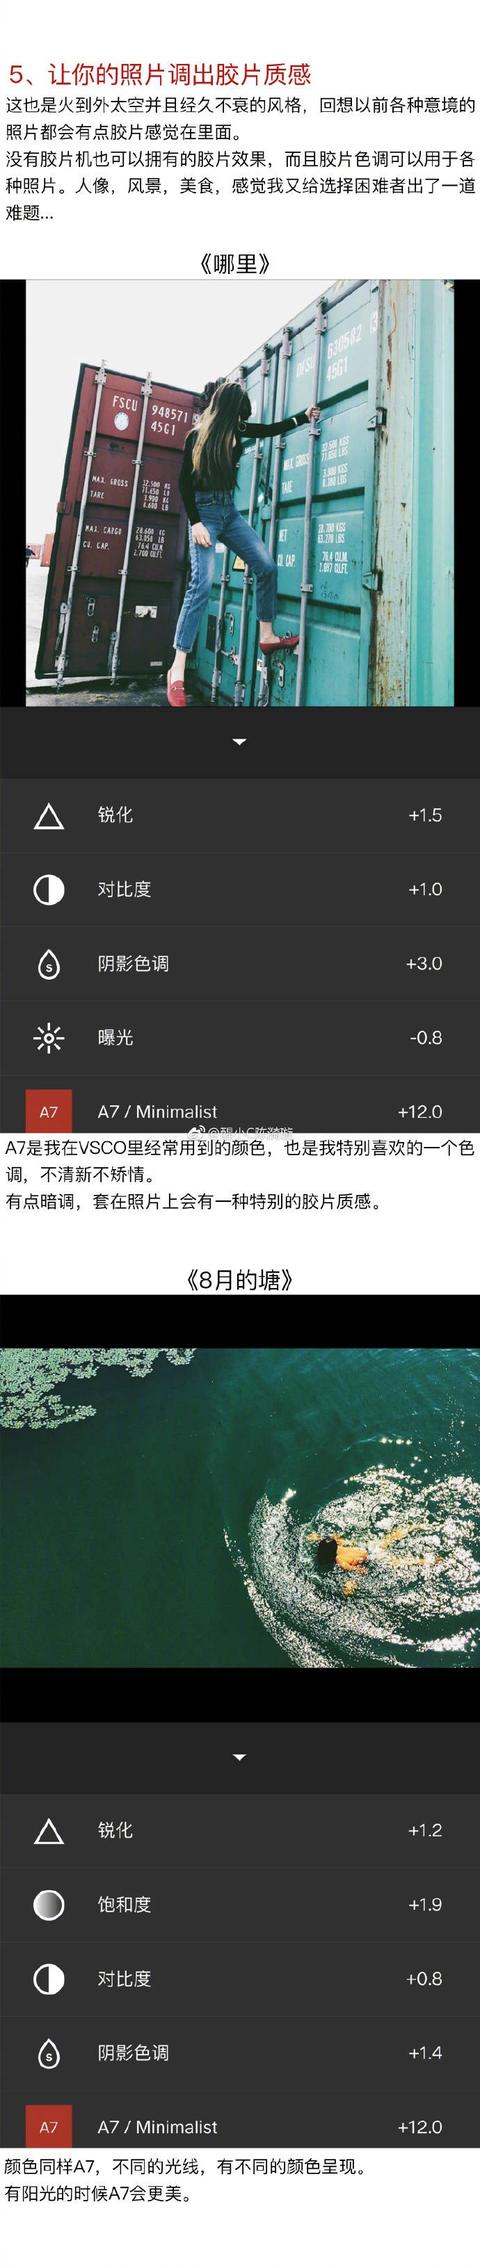 5、让你的照片调出胶片质感
这也是火到外太空并且经久不衰的风格，回想以前各种意境的
照片都会有点胶片感觉在里面。
没有胶片机也可以拥有的胶片效果，而且胶片色调可以用于各
种照片。人像，风景，美食，感觉我又给选择困难者出了一道
难题...
《哪里》
FSCU 948571
45G1
MAX. GROSS 32.500 KGS
71.650 LB
TARE 3.900 KG
8.600 LB
MAX. CARGO 28.600 KG
63.050 LB
CU. CAP. 76.4 CU.M
2.700 CU.FT.
DFSU 630582 3
45G1
MAX. GROSS 32.500 KGS
71.650 LBS
TARE 3.800 KGS
8.380 LBS
NET 28.700 KGS
63.270 LBS
CU. CAP. 76.4 CU.M.
2.697 CU.FT.
锐化 +1.5
对比度 +1.0
S 阴影色调 +3.0
曝光 -0.8
A7 A7 / Minimalist +12.0
A7是我在VSCO里经常用到的颜色，也是我特别喜欢的一个色
调，不清新不矫情。
有点暗调，套在照片上会有一种特别的胶片质感。
《8月的塘》
锐化 +1.2
饱和度 +1.9
对比度 +0.8
S 阴影色调 +1.4
A7 A7 / Minimalist +12.0
颜色同样A7，不同的光线，有不同的颜色呈现。
有阳光的时候A7会更美。